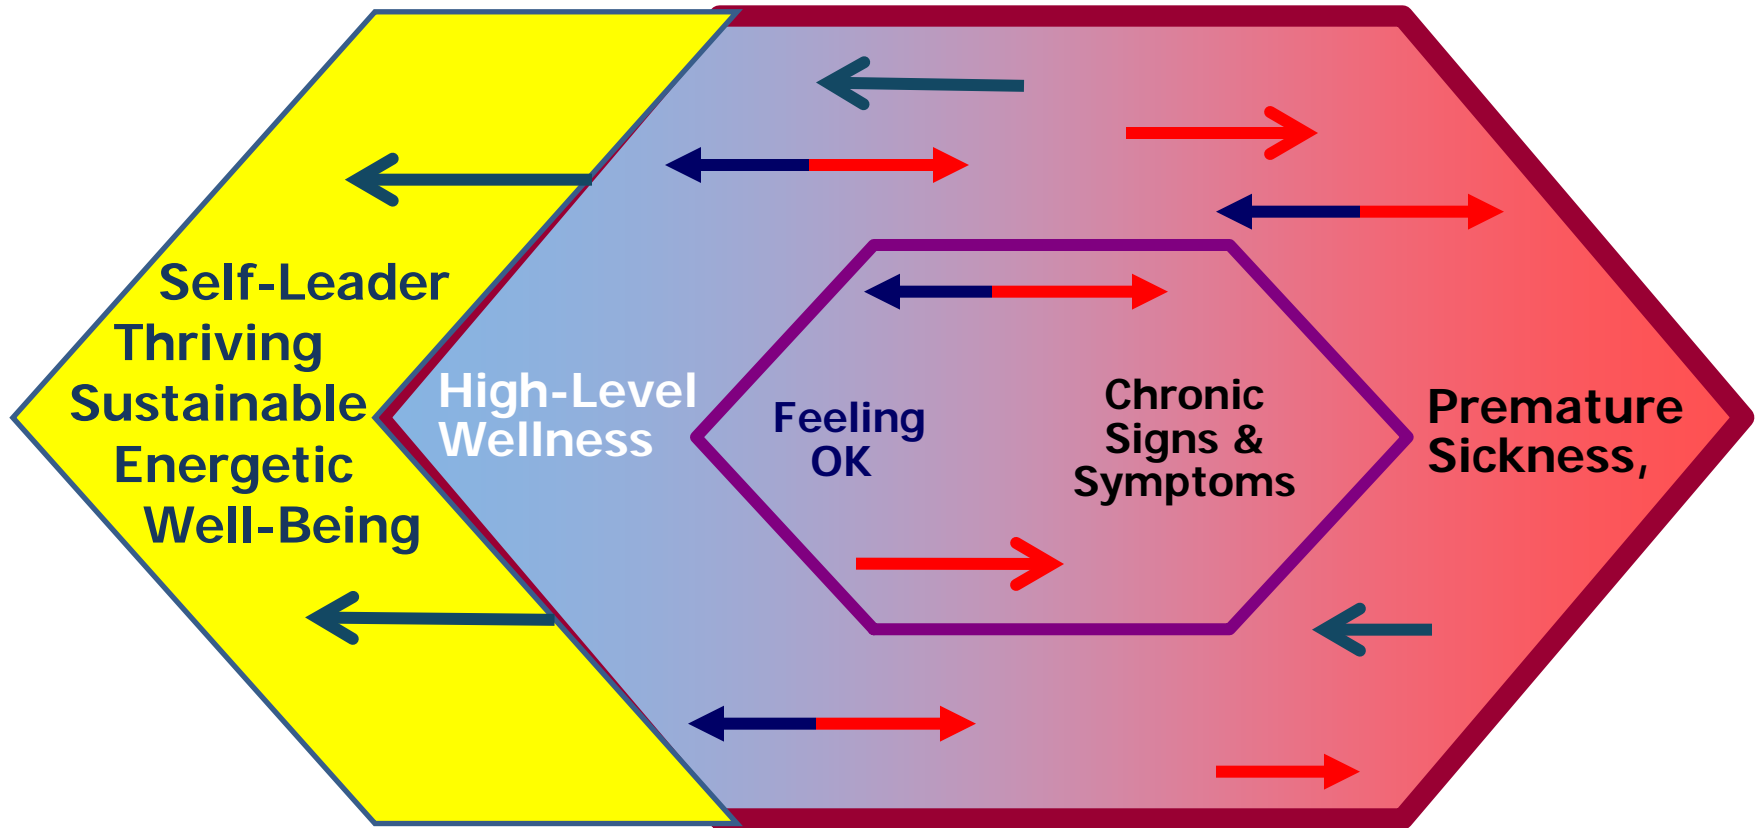 Self-Leader
Thriving
Sustainable
Energetic
Well-Being
High-Level
Wellness
Feeling
OK
Chronic
Signs &
Symptoms
Premature
Sickness,